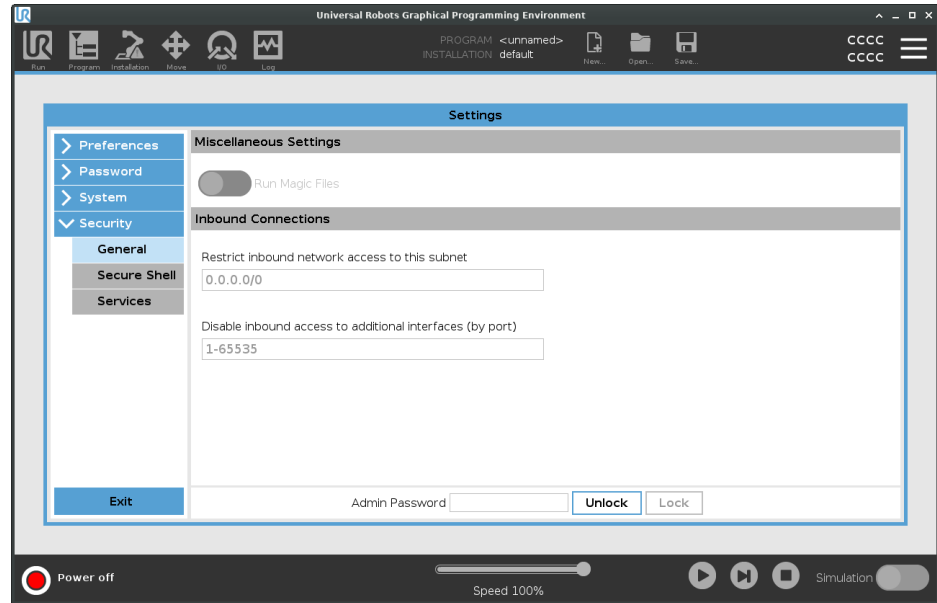 UR
Universal Robots Graphical Programming Environment
UR
Run
Program
Installation
Move
I/O
Log
PROGRAM <unnamed>
INSTALLATION default
New...
Open...
Save...
CCCC
CCCC
Settings
Preferences
Password
System
Security
General
Secure Shell
Services
Exit
Miscellaneous Settings
Run Magic Files
Inbound Connections
Restrict inbound network access to this subnet
0.0.0.0/0
Disable inbound access to additional interfaces (by port)
1-65535
Admin Password
Unlock
Lock
Power off
Speed 100%
Simulation